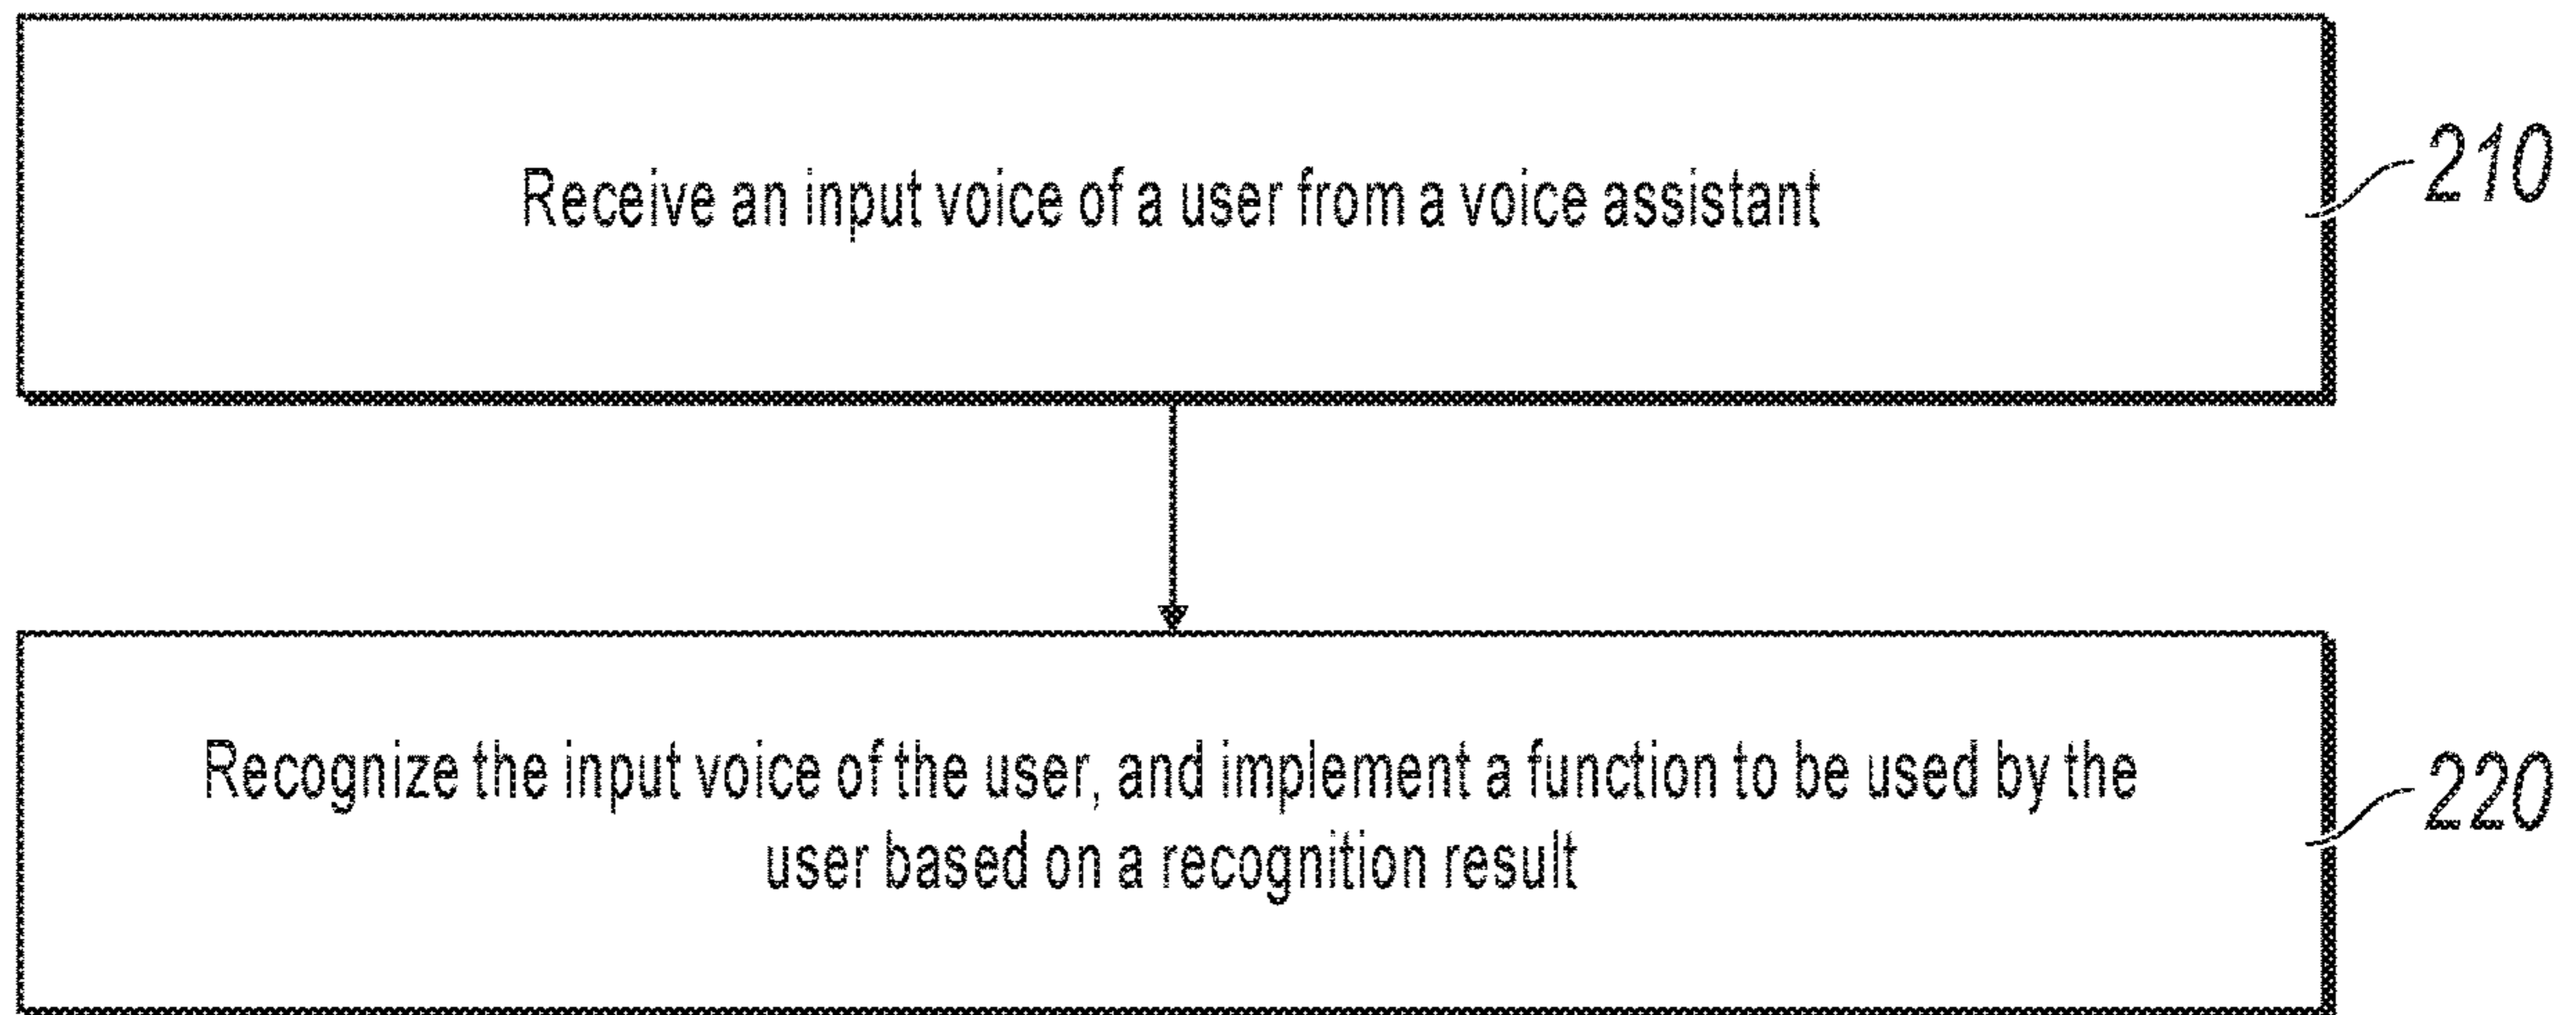 Receive an input voice of a user from a voice assistant
210
Recognize the input voice of the user, and implement a function to be used by the
user based on a recognition result
220